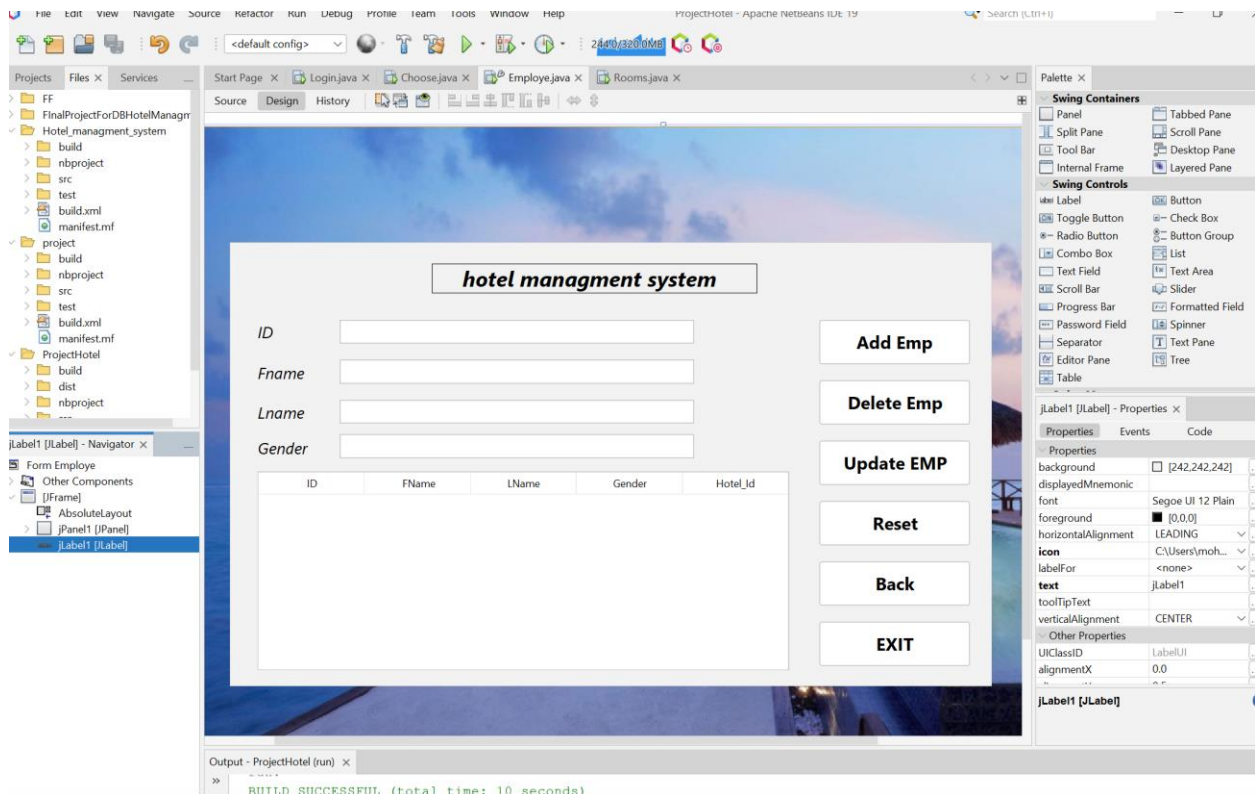 File Edit View Navigate Source Refactor Run Debug Profile Team Tools Window Help ProjectHotel - Apache NetBeans IDE 19 Search (Ctrl+I)
<default config> 244.0/320.0MB
Projects Files Services
Start Page Login.java Choose.java Employe.java Rooms.java
Source Design History
FF
FInalProjectForDBHotelManagm
Hotel_managment_system
build
nbproject
src
test
build.xml
manifest.mf
project
build
nbproject
src
test
build.xml
manifest.mf
ProjectHotel
build
dist
nbproject
jLabel1 [JLabel] - Navigator
Form Employe
Other Components
[JFrame]
AbsoluteLayout
jPanel1 [JPanel]
jLabel1 [JLabel]
hotel managment system
ID
Fname
Lname
Gender
ID FName LName Gender Hotel_Id
Add Emp
Delete Emp
Update EMP
Reset
Back
EXIT
Palette
Swing Containers
Panel Tabbed Pane
Split Pane Scroll Pane
Tool Bar Desktop Pane
Internal Frame Layered Pane
Swing Controls
label Label OK Button
ON Toggle Button Check Box
Radio Button Button Group
Combo Box List
Text Field Text Area
Scroll Bar Slider
Progress Bar Formatted Field
Password Field Spinner
Separator Text Pane
Editor Pane Tree
Table
jLabel1 [JLabel] - Properties
Properties Events Code
Properties
background [242,242,242]
displayedMnemonic
font Segoe UI 12 Plain
foreground [0,0,0]
horizontalAlignment LEADING
icon C:\Users\moh...
labelFor <none>
text jLabel1
toolTipText
verticalAlignment CENTER
Other Properties
UIClassID LabelUI
alignmentX 0.0
jLabel1 [JLabel]
Output - ProjectHotel (run)
BUILD SUCCESSFUL (total time: 10 seconds)